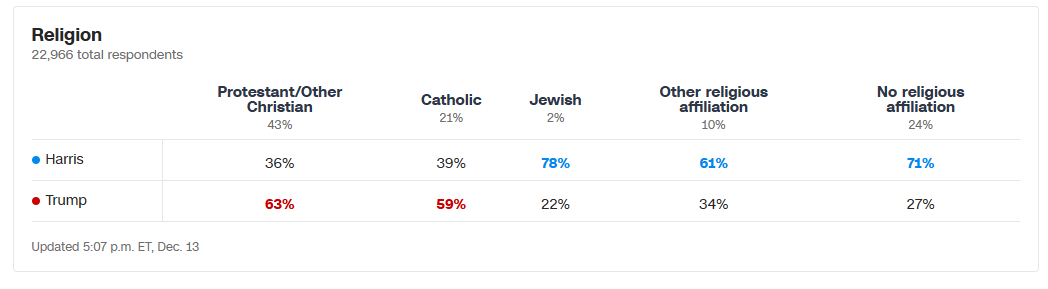 Religion
22,966 total respondents
Protestant/Other Christian Catholic Jewish Other religious affiliation No religious affiliation
43% 21% 2% 10% 24%
Harris 36% 39% 78% 61% 71%
Trump 63% 59% 22% 34% 27%
Updated 5:07 p.m. ET, Dec. 13